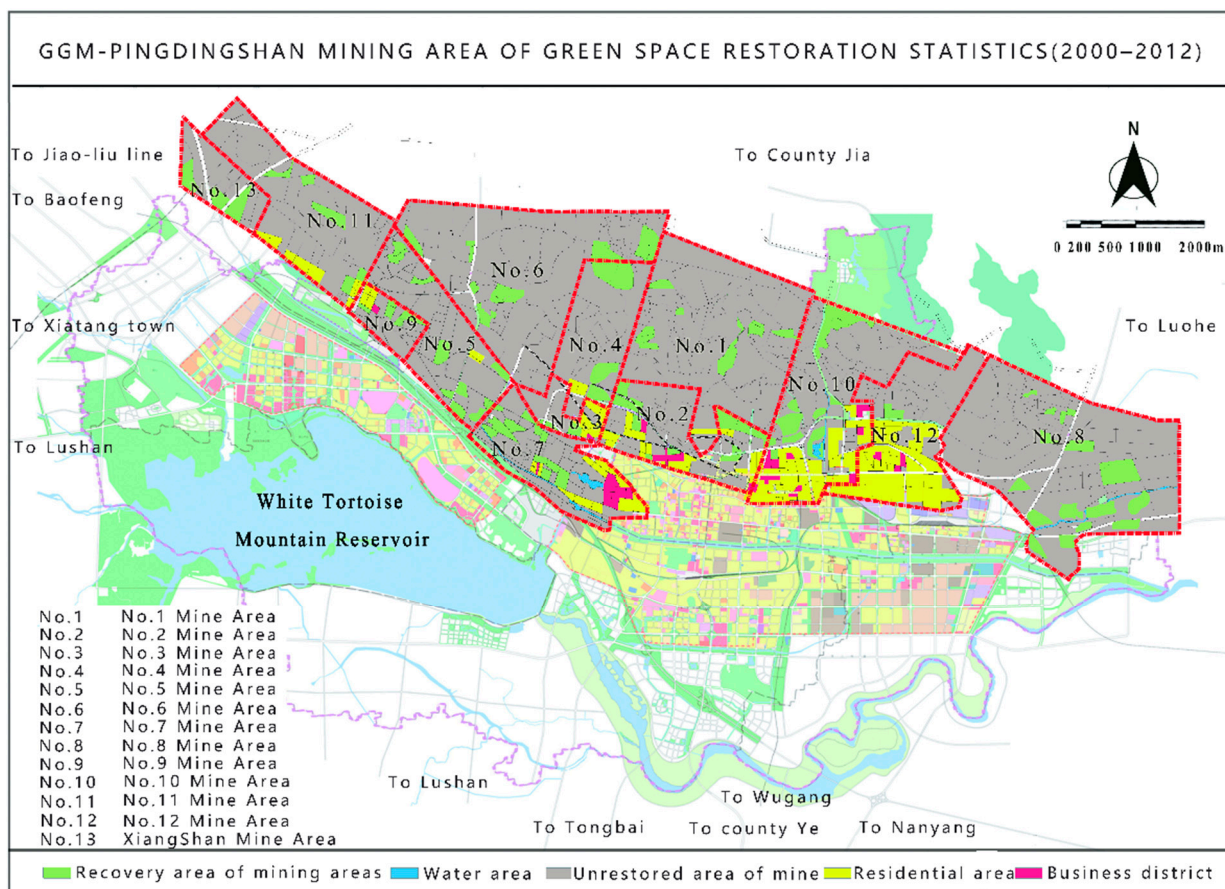 GGM-PINGDINGSHAN MINING AREA OF GREEN SPACE RESTORATION STATISTICS(2000–2012)
To Jiao-liu line
To County Jia
N
To Baofeng
No.13
No.11
0 200 500 1000 2000m
No.6
To Xiatang town
No.9
No.5
No.4
No.1
To Luohe
No.10
To Lushan
No.3
No.2
No.12
No.8
No.7
White Tortoise
Mountain Reservoir
No.1 No.1 Mine Area
No.2 No.2 Mine Area
No.3 No.3 Mine Area
No.4 No.4 Mine Area
No.5 No.5 Mine Area
No.6 No.6 Mine Area
No.7 No.7 Mine Area
No.8 No.8 Mine Area
No.9 No.9 Mine Area
No.10 No.10 Mine Area
No.11 No.11 Mine Area
No.12 No.12 Mine Area
No.13 XiangShan Mine Area
To Lushan
To Wugang
To Tongbai
To county Ye
To Nanyang
Recovery area of mining areas Water area Unrestored area of mine Residential area Business district